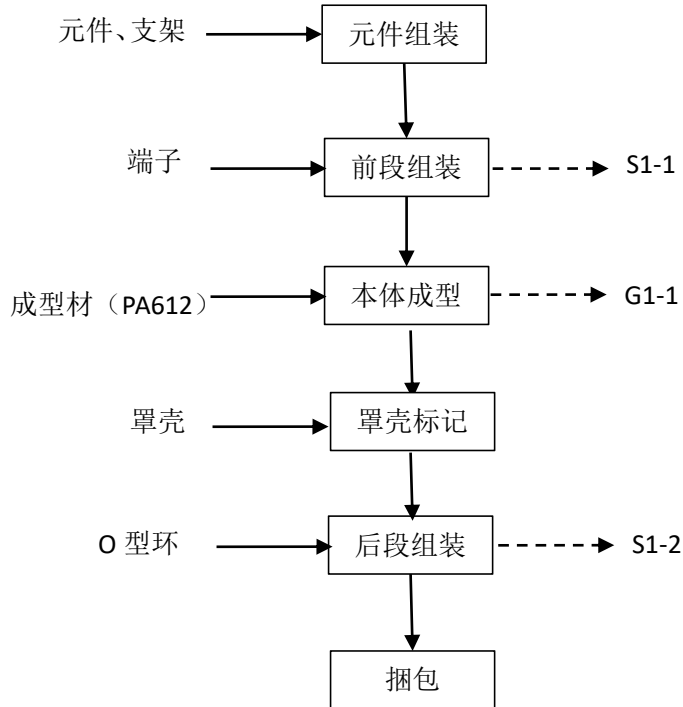 元件、支架
元件组装
端子
前段组装
S1-1
成型材（PA612）
本体成型
G1-1
罩壳
罩壳标记
O 型环
后段组装
S1-2
捆包